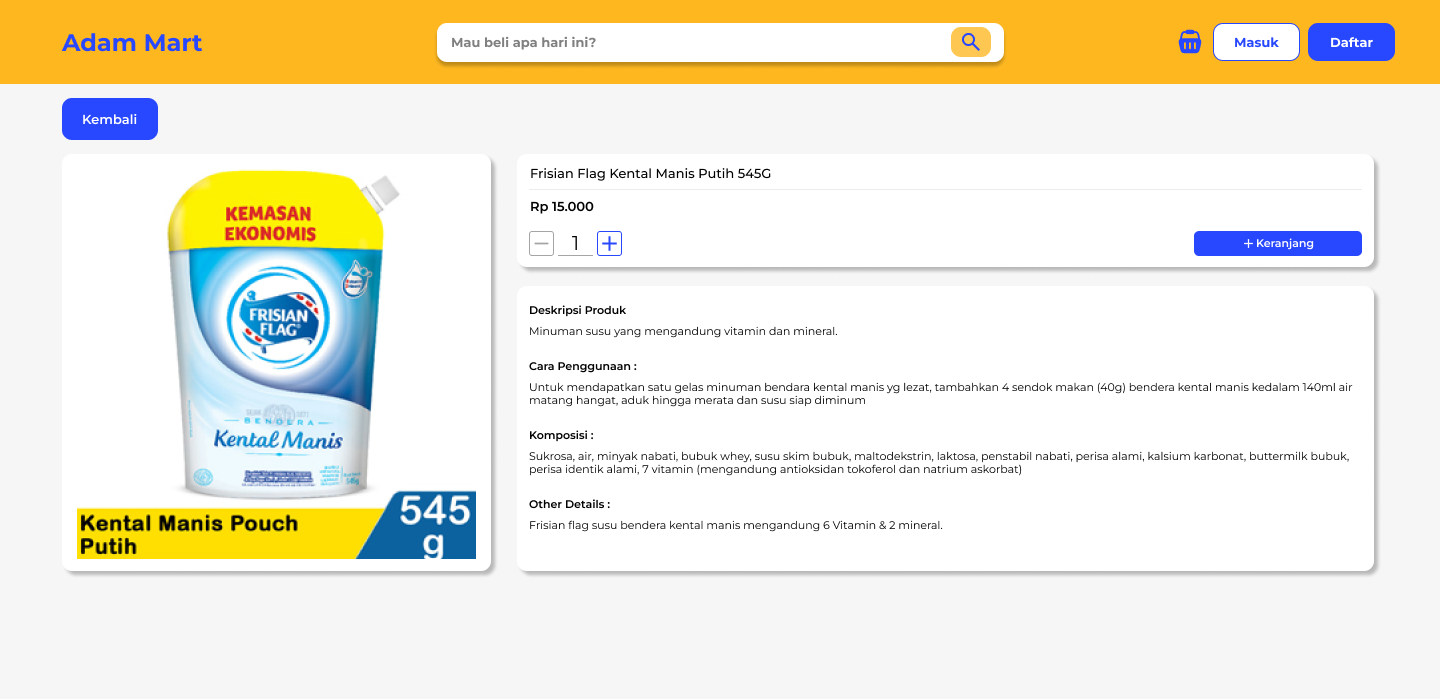 Adam Mart
Mau beli apa hari ini?
Masuk
Daftar
Kembali
KEMASAN
EKONOMIS
FRISIAN
FLAG
BENDERA
Kental Manis
Kental Manis Pouch
Putih
545
g
Frisian Flag Kental Manis Putih 545G
Rp 15.000
1
Keranjang
Deskripsi Produk
Minuman susu yang mengandung vitamin dan mineral.
Cara Penggunaan :
Untuk mendapatkan satu gelas minuman bendara kental manis yg lezat, tambahkan 4 sendok makan (40g) bendera kental manis kedalam 140ml air
matang hangat, aduk hingga merata dan susu siap diminum
Komposisi :
Sukrosa, air, minyak nabati, bubuk whey, susu skim bubuk, maltodekstrin, laktosa, penstabil nabati, perisa alami, kalsium karbonat, buttermilk bubuk,
perisa identik alami, 7 vitamin (mengandung antioksidan tokoferol dan natrium askorbat)
Other Details :
Frisian flag susu bendera kental manis mengandung 6 Vitamin & 2 mineral.